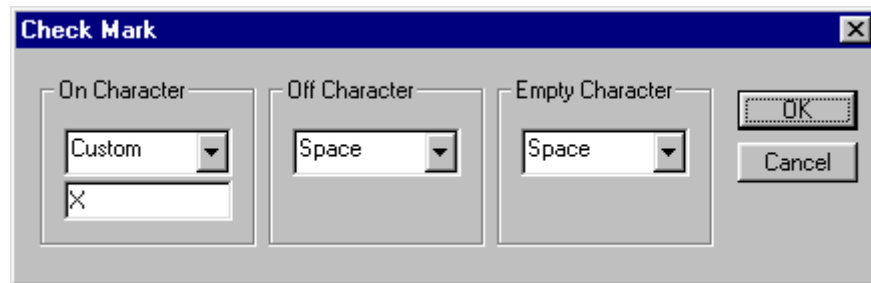 Check Mark
On Character
Custom
X
Off Character
Space
Empty Character
Space
OK
Cancel